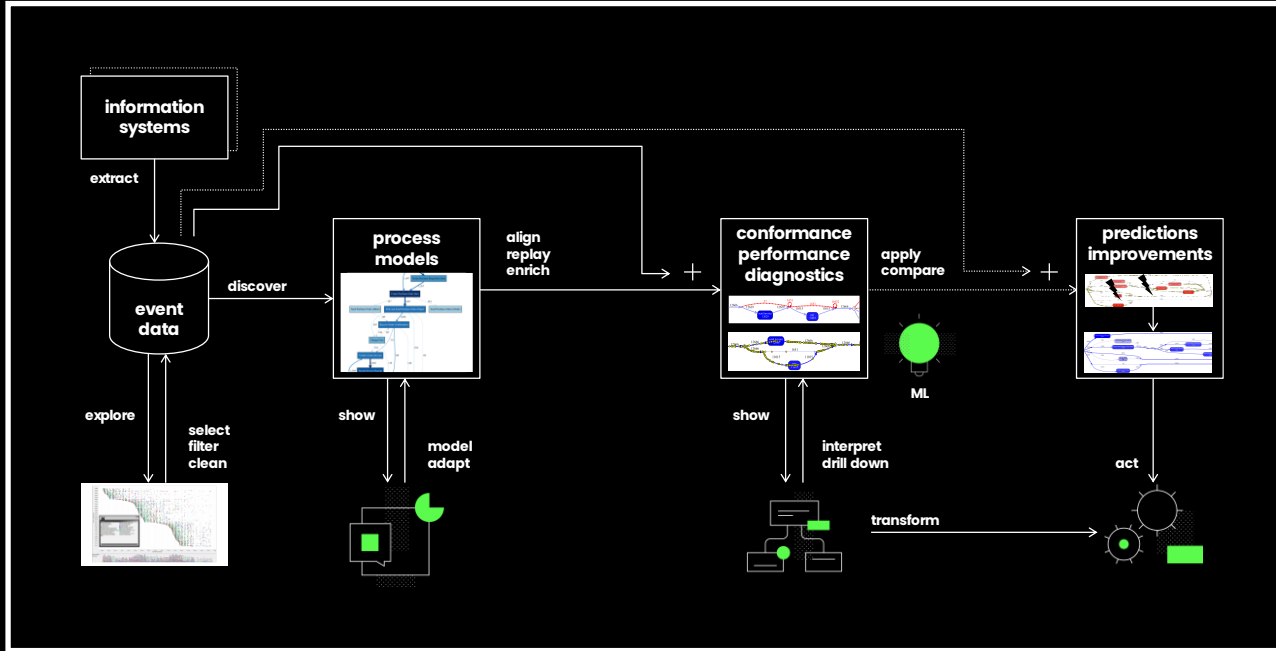 information
systems
extract
event
data
discover
explore
select
filter
clean
process
models
show
model
adapt
align
replay
enrich
conformance
performance
diagnostics
show
interpret
drill down
apply
compare
ML
transform
predictions
improvements
act